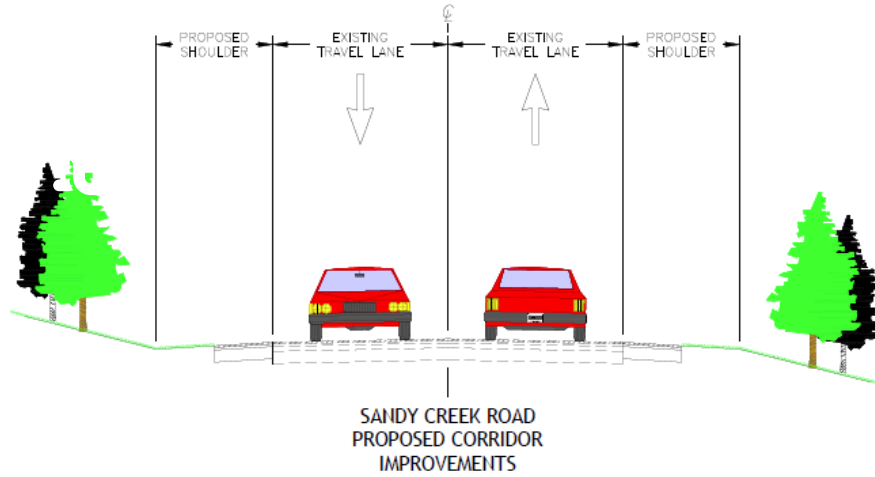 ℄
PROPOSED SHOULDER
EXISTING TRAVEL LANE
EXISTING TRAVEL LANE
PROPOSED SHOULDER
SANDY CREEK ROAD
PROPOSED CORRIDOR
IMPROVEMENTS